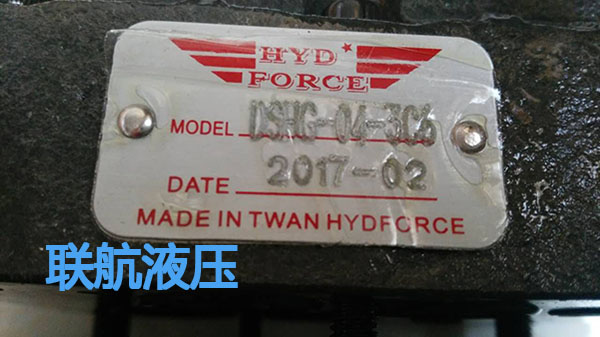 HYD
FORCE
MODEL DSHG-04-3C6
DATE 2017-02
MADE IN TWAN HYDFORCE
联航液压